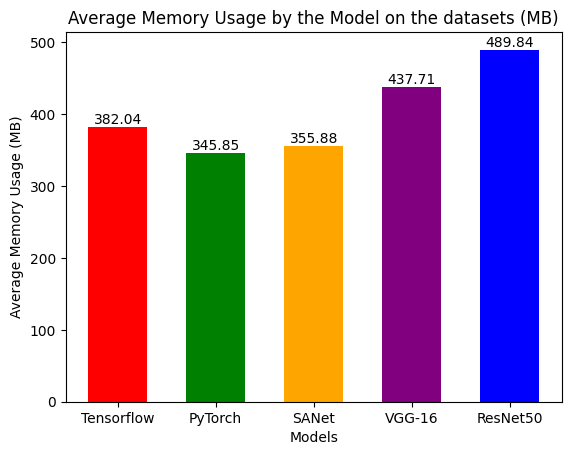 Average Memory Usage by the Model on the datasets (MB)
Average Memory Usage (MB)
500
400
300
200
100
0
382.04
345.85
355.88
437.71
489.84
Tensorflow PyTorch SANet VGG-16 ResNet50
Models